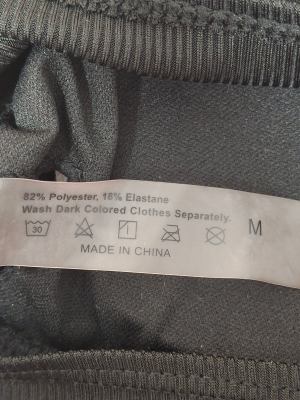 82% Polyester, 18% Elastane
Wash Dark Colored Clothes Separately.
30 M
MADE IN CHINA